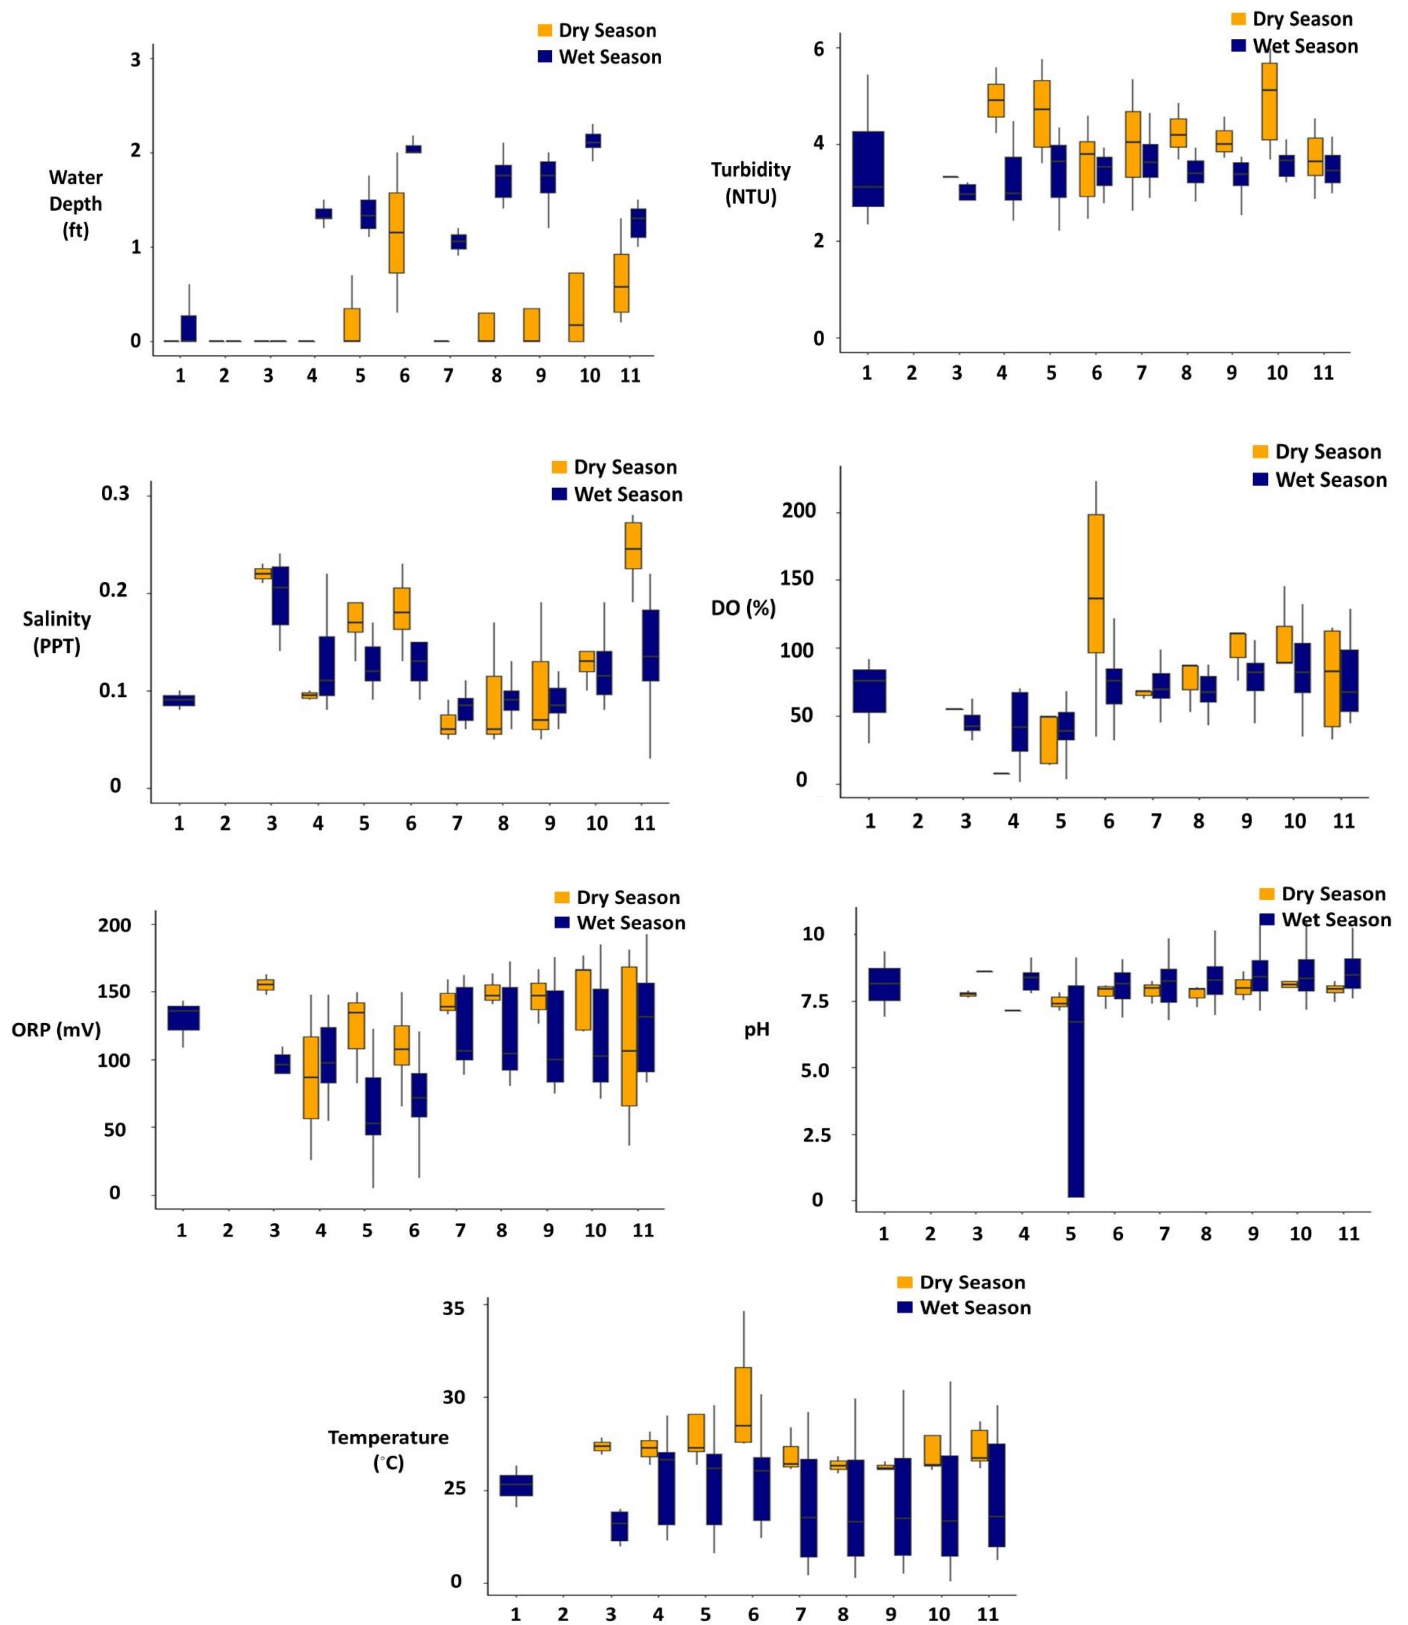 Dry Season
Wet Season
3
2
1
0
Water
Depth
(ft)
1 2 3 4 5 6 7 8 9 10 11
Dry Season
Wet Season
6
4
2
0
Turbidity
(NTU)
1 2 3 4 5 6 7 8 9 10 11
Dry Season
Wet Season
0.3
0.2
0.1
0
Salinity
(PPT)
1 2 3 4 5 6 7 8 9 10 11
Dry Season
Wet Season
200
150
100
50
0
DO (%)
1 2 3 4 5 6 7 8 9 10 11
Dry Season
Wet Season
200
150
100
50
0
ORP (mV)
1 2 3 4 5 6 7 8 9 10 11
Dry Season
Wet Season
10
7.5
5.0
2.5
0
pH
1 2 3 4 5 6 7 8 9 10 11
Dry Season
Wet Season
35
30
25
0
Temperature
(°C)
1 2 3 4 5 6 7 8 9 10 11